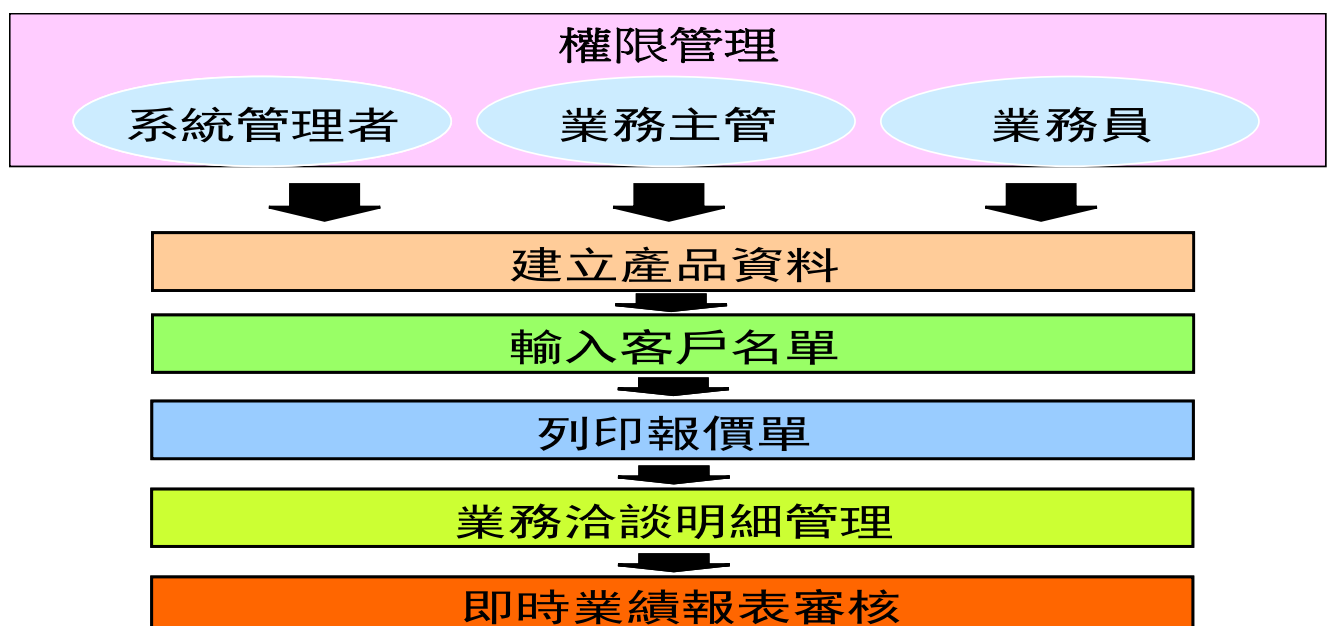 權限管理
系統管理者 業務主管 業務員
建立產品資料
輸入客戶名單
列印報價單
業務洽談明細管理
即時業績報表審核